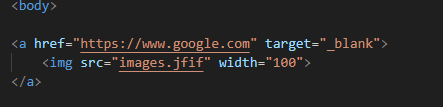 <body>
<a href="https://www.google.com" target="_blank">
<img src="images.jfif" width="100">
</a>